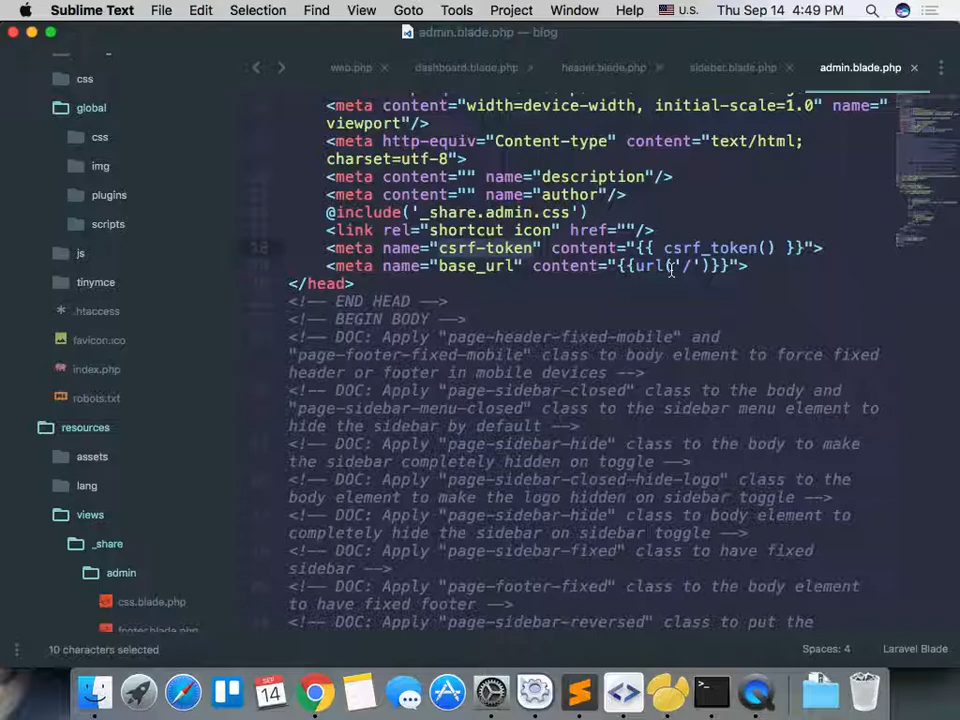 Sublime Text File Edit Selection Find View Goto Tools Project Window Help U.S. Thu Sep 14 4:49 PM
admin.blade.php — blog
web.php dashboard.blade.php header.blade.php sidebar.blade.php admin.blade.php
css
global
css
img
plugins
scripts
js
tinymce
.htaccess
favicon.ico
index.php
robots.txt
resources
assets
lang
views
_share
admin
css.blade.php
footer.blade.php
<meta content="width=device-width, initial-scale=1.0" name="
viewport"/>
<meta http-equiv="Content-type" content="text/html;
charset=utf-8">
<meta content="" name="description"/>
<meta content="" name="author"/>
@include('_share.admin.css')
<link rel="shortcut icon" href=""/>
18 <meta name="csrf-token" content="{{ csrf_token() }}">
<meta name="base_url" content="{{url('/')}}">
</head>
<!-- END HEAD -->
<!-- BEGIN BODY -->
<!-- DOC: Apply "page-header-fixed-mobile" and
"page-footer-fixed-mobile" class to body element to force fixed
header or footer in mobile devices -->
<!-- DOC: Apply "page-sidebar-closed" class to the body and
"page-sidebar-menu-closed" class to the sidebar menu element to
hide the sidebar by default -->
<!-- DOC: Apply "page-sidebar-hide" class to the body to make
the sidebar completely hidden on toggle -->
<!-- DOC: Apply "page-sidebar-closed-hide-logo" class to the
body element to make the logo hidden on sidebar toggle -->
<!-- DOC: Apply "page-sidebar-hide" class to body element to
completely hide the sidebar on sidebar toggle -->
<!-- DOC: Apply "page-sidebar-fixed" class to have fixed
sidebar -->
<!-- DOC: Apply "page-footer-fixed" class to the body element
to have fixed footer -->
<!-- DOC: Apply "page-sidebar-reversed" class to put the
10 characters selected Spaces: 4 Laravel Blade
SEP
14